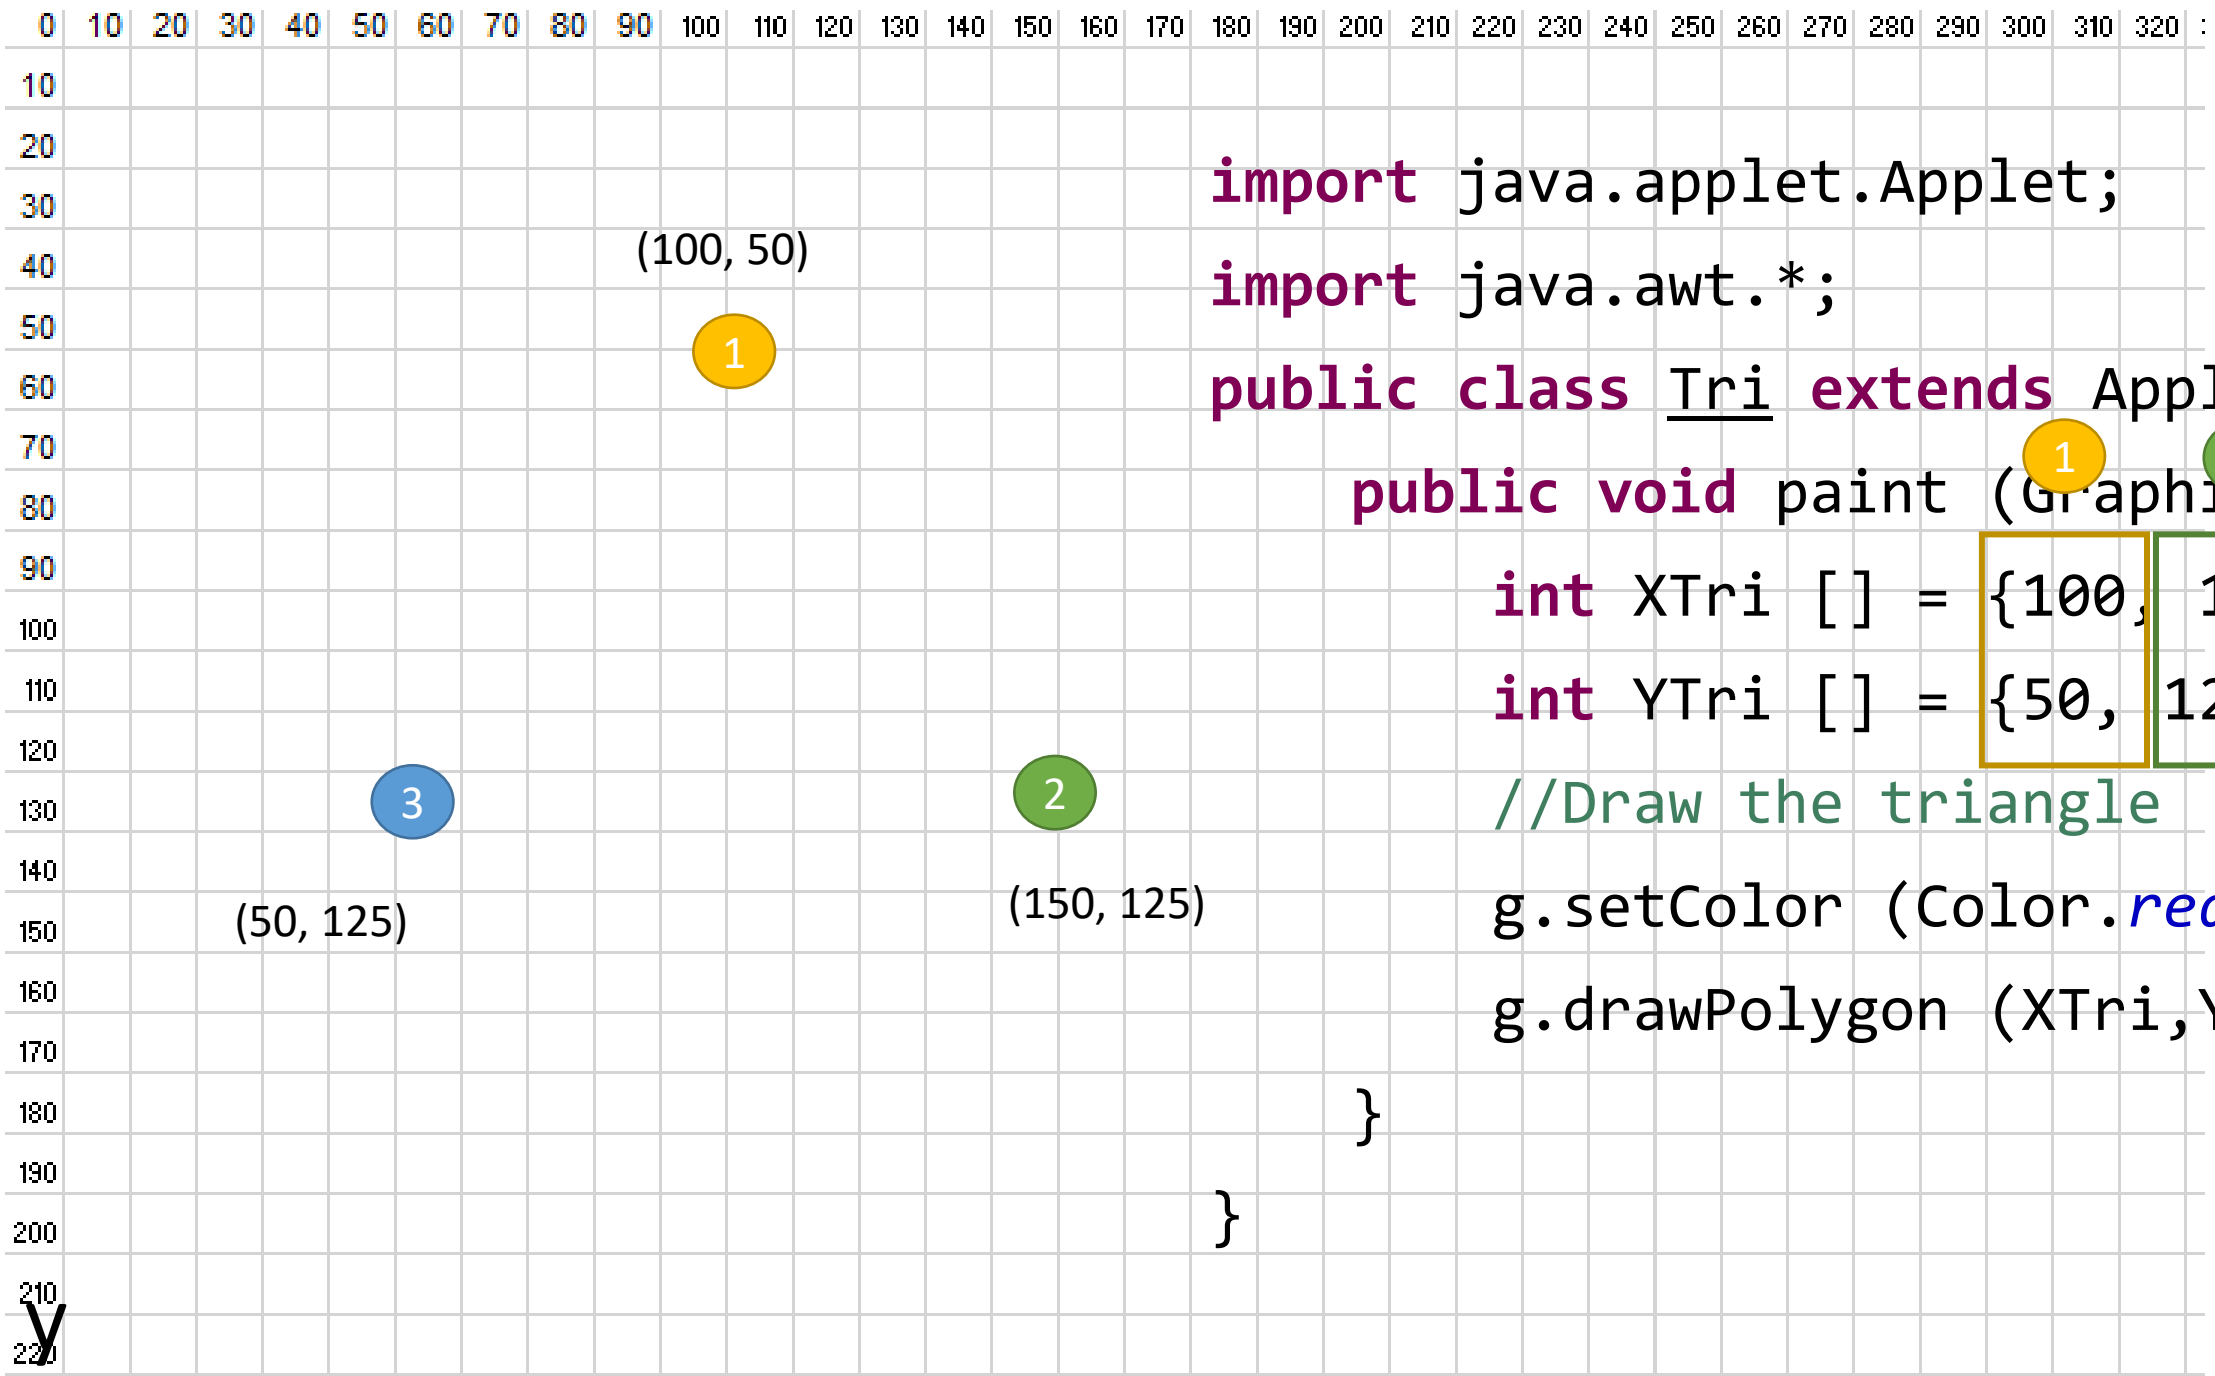 0 10 20 30 40 50 60 70 80 90 100 110 120 130 140 150 160 170 180 190 200 210 220 230 240 250 260 270 280 290 300 310 320
10
20
30
40
50
60
70
80
90
100
110
120
130
140
150
160
170
180
190
200
210
220
y
(100, 50)
1
3
2
(50, 125)
(150, 125)
import java.applet.Applet;
import java.awt.*;
public class Tri extends Appl
1
public void paint (Graphi
int XTri [] = {100, 1
int YTri [] = {50, 12
//Draw the triangle
g.setColor (Color.red
g.drawPolygon (XTri,Y
}
}